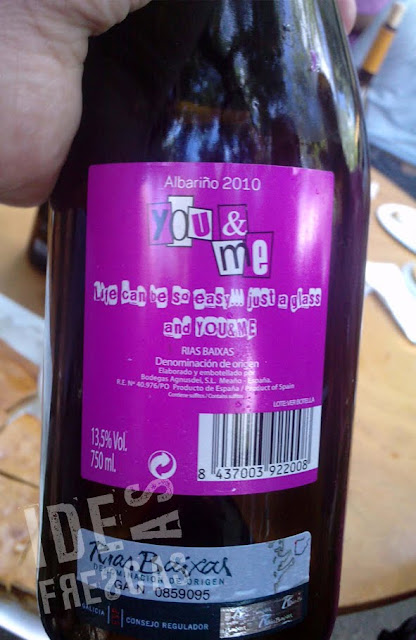 Albariño 2010
YOU &
me
Life can be so easy... just a glass
and YOU&ME
RIAS BAIXAS
Denominación de origen
Elaborado y embotellado por
Bodegas Agnusdei, S.L. Meaño - España.
R.E. Nº 40.976/PO Producto de España / Product of Spain
Contiene sulfitos / Contains sulfites
LOTE: VER BOTELLA
13,5% Vol.
750 ml.
8 437003 922008
IDEAS
FRESCAS
Rías Baixas
DENOMINACIÓN DE ORIGEN
GAN 0859095
GALICIA
CONSEJO REGULADOR